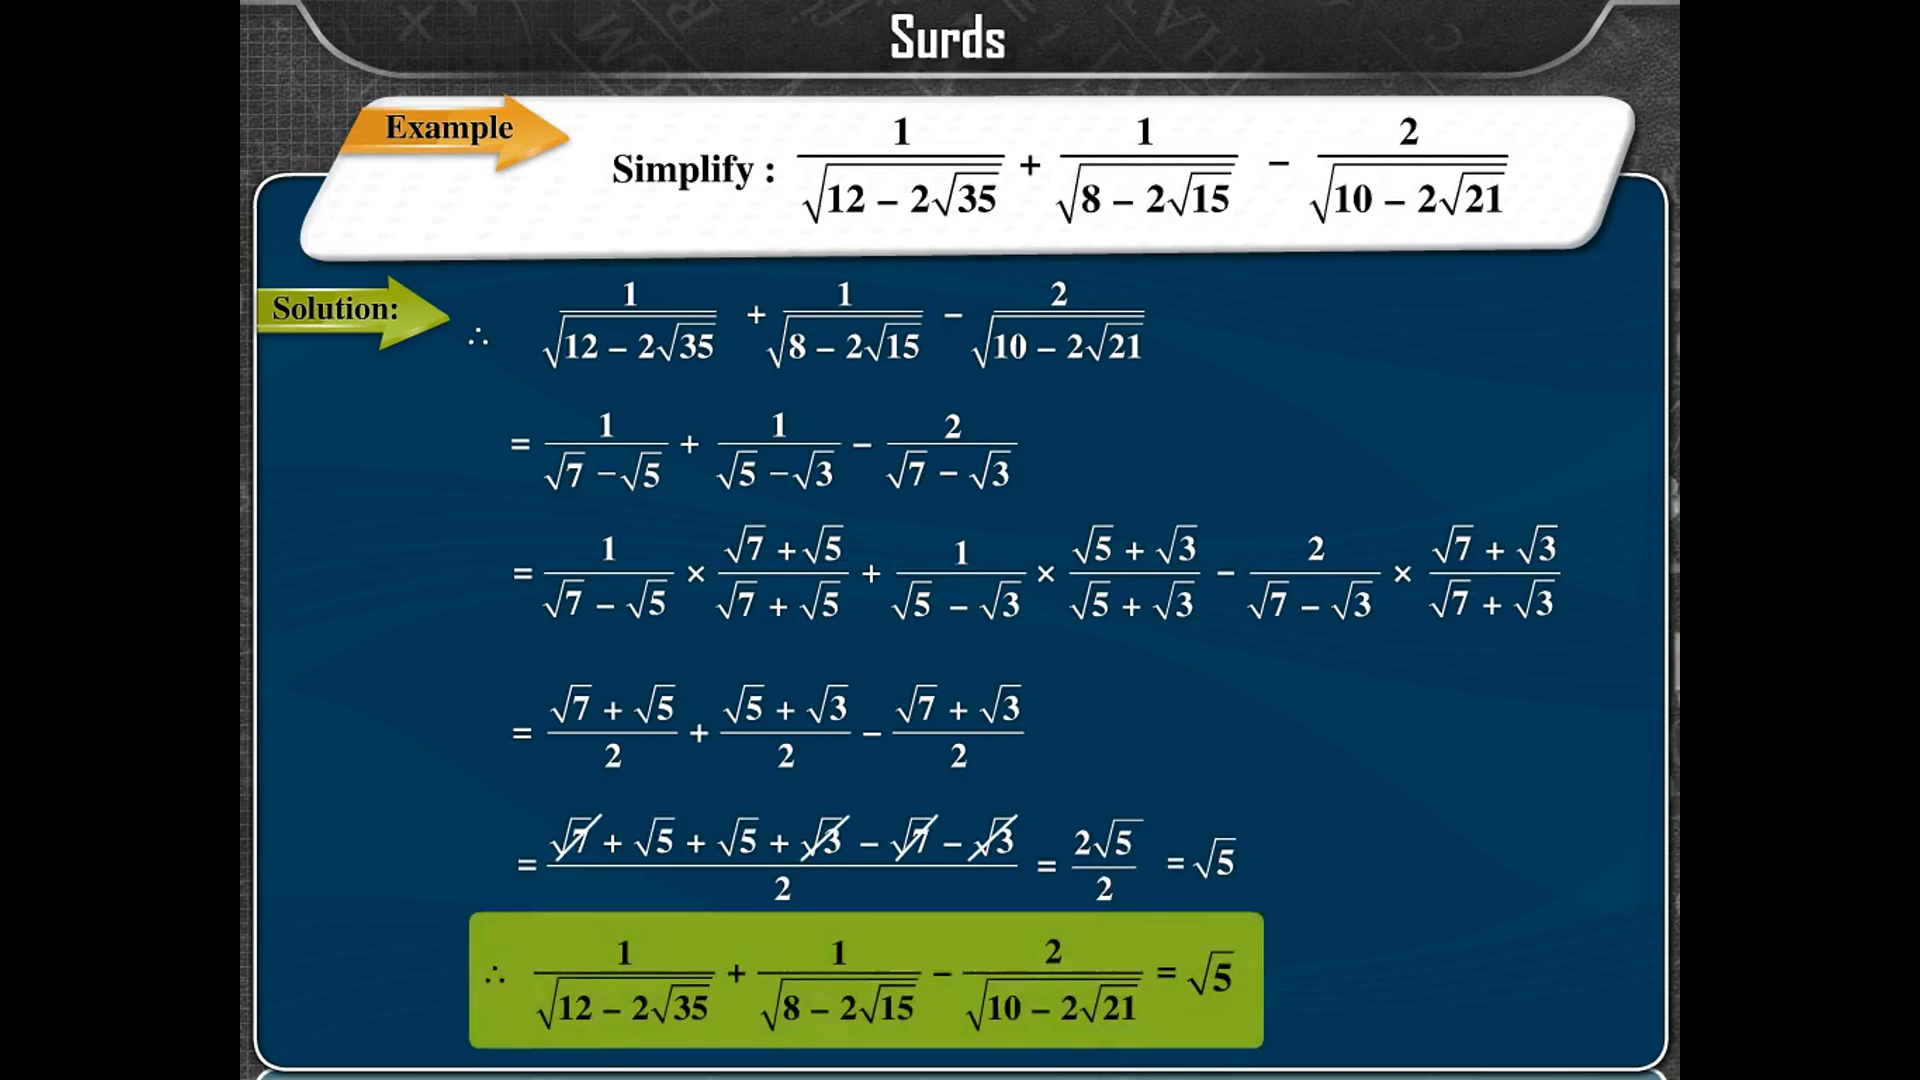 Surds
Example
Simplify : 1/√(12 – 2√35) + 1/√(8 – 2√15) – 2/√(10 – 2√21)
Solution:
∴ 1/√(12 – 2√35) + 1/√(8 – 2√15) – 2/√(10 – 2√21)
= 1/(√7 – √5) + 1/(√5 – √3) – 2/(√7 – √3)
= 1/(√7 – √5) × (√7 + √5)/(√7 + √5) + 1/(√5 – √3) × (√5 + √3)/(√5 + √3) – 2/(√7 – √3) × (√7 + √3)/(√7 + √3)
= (√7 + √5)/2 + (√5 + √3)/2 – (√7 + √3)/2
= (√7 + √5 + √5 + √3 – √7 – √3)/2 = 2√5/2 = √5
∴ 1/√(12 – 2√35) + 1/√(8 – 2√15) – 2/√(10 – 2√21) = √5